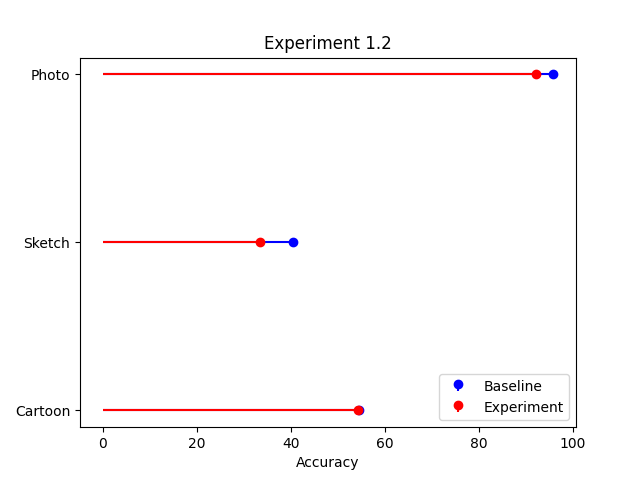 Experiment 1.2
Photo
Sketch
Cartoon
Baseline
Experiment
0 20 40 60 80 100
Accuracy